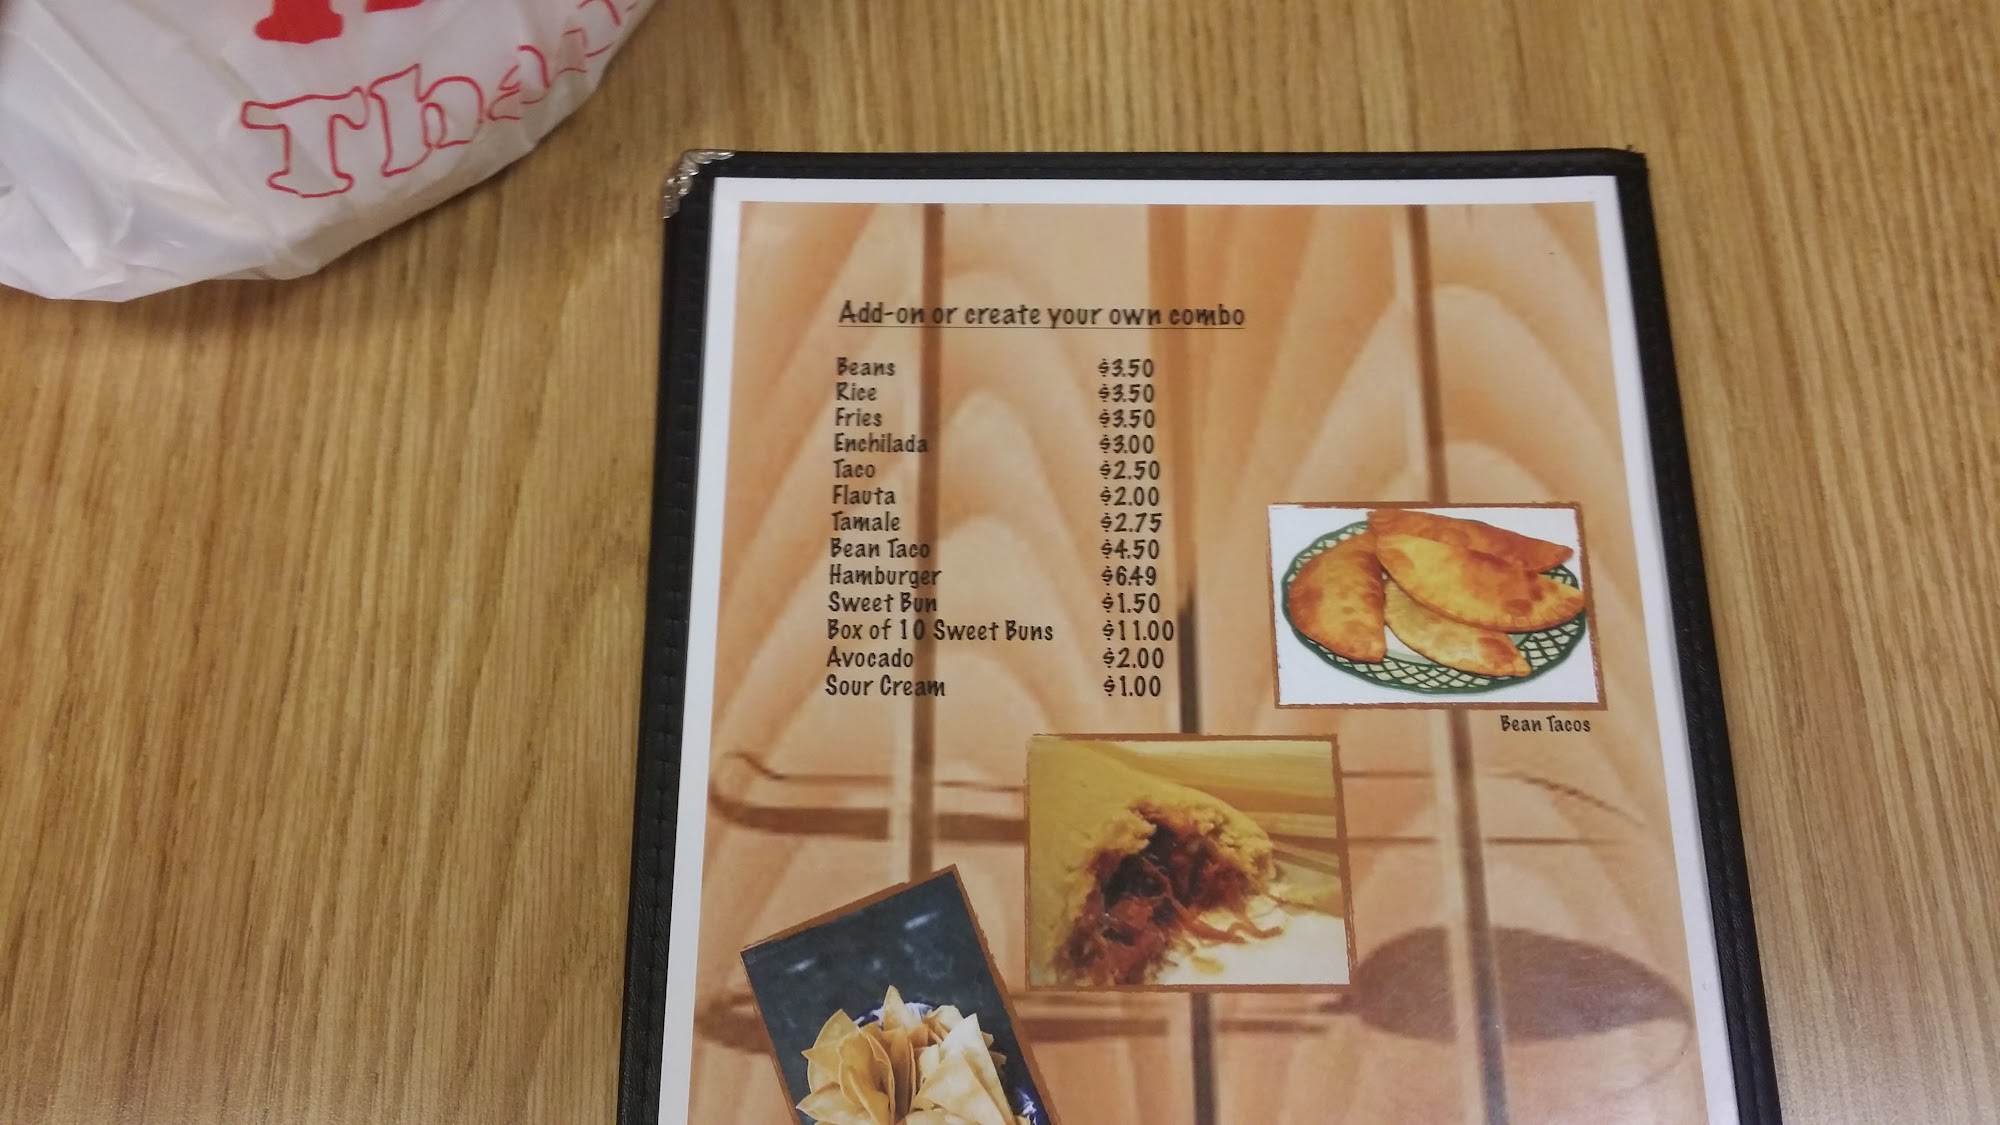 Add-on or create your own combo
Beans $3.50
Rice $3.50
Fries $3.50
Enchilada $3.00
Taco $2.50
Flauta $2.00
Tamale $2.75
Bean Taco $4.50
Hamburger $6.49
Sweet Bun $1.50
Box of 10 Sweet Buns $11.00
Avocado $2.00
Sour Cream $1.00
Bean Tacos